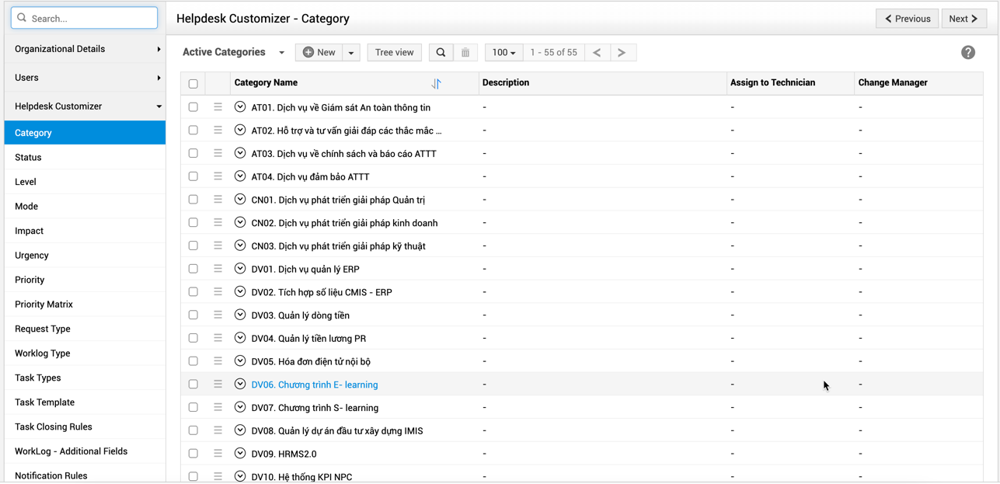 Search...
Organizational Details
Users
Helpdesk Customizer
Category
Status
Level
Mode
Impact
Urgency
Priority
Priority Matrix
Request Type
Worklog Type
Task Types
Task Template
Task Closing Rules
WorkLog - Additional Fields
Notification Rules
Helpdesk Customizer - Category
Previous
Next
Active Categories
New
Tree view
100
1 - 55 of 55
Category Name Description Assign to Technician Change Manager
AT01. Dịch vụ về Giám sát An toàn thông tin - - -
AT02. Hỗ trợ và tư vấn giải đáp các thắc mắc ... - - -
AT03. Dịch vụ về chính sách và báo cáo ATTT - - -
AT04. Dịch vụ đảm bảo ATTT - - -
CN01. Dịch vụ phát triển giải pháp Quản trị - - -
CN02. Dịch vụ phát triển giải pháp kinh doanh - - -
CN03. Dịch vụ phát triển giải pháp kỹ thuật - - -
DV01. Dịch vụ quản lý ERP - - -
DV02. Tích hợp số liệu CMIS - ERP - - -
DV03. Quản lý dòng tiền - - -
DV04. Quản lý tiền lương PR - - -
DV05. Hóa đơn điện tử nội bộ - - -
DV06. Chương trình E- learning - - -
DV07. Chương trình S- learning - - -
DV08. Quản lý dự án đầu tư xây dựng IMIS - - -
DV09. HRMS2.0 - - -
DV10. Hệ thống KPI NPC - - -